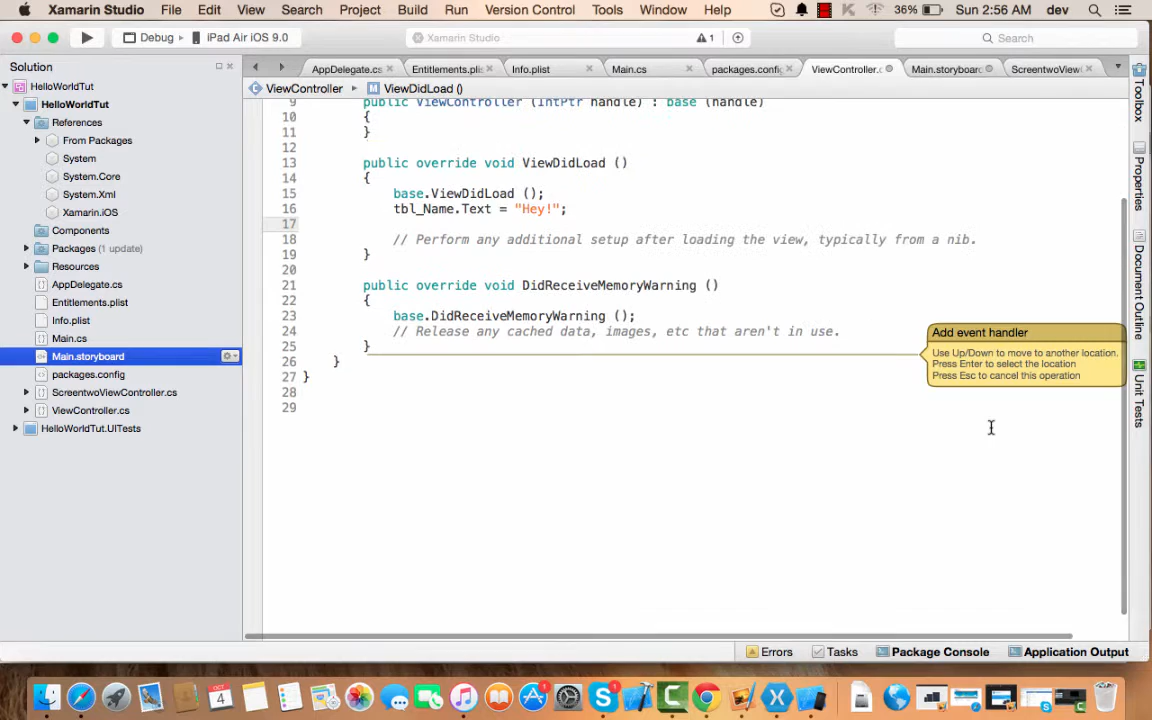 Xamarin Studio File Edit View Search Project Build Run Version Control Tools Window Help 36% Sun 2:56 AM dev
Debug iPad Air iOS 9.0 Xamarin Studio 1 Search
Solution
AppDelegate.cs Entitlements.plis Info.plist Main.cs packages.config ViewController.c Main.storyboard ScreentwoView
ViewController ViewDidLoad ()
HelloWorldTut
HelloWorldTut
References
From Packages
System
System.Core
System.Xml
Xamarin.iOS
Components
Packages (1 update)
Resources
AppDelegate.cs
Entitlements.plist
Info.plist
Main.cs
Main.storyboard
packages.config
ScreentwoViewController.cs
ViewController.cs
HelloWorldTut.UITests
9 public ViewController (IntPtr handle) : base (handle)
10 {
11 }
12
13 public override void ViewDidLoad ()
14 {
15 base.ViewDidLoad ();
16 tbl_Name.Text = "Hey!";
17
18 // Perform any additional setup after loading the view, typically from a nib.
19 }
20
21 public override void DidReceiveMemoryWarning ()
22 {
23 base.DidReceiveMemoryWarning ();
24 // Release any cached data, images, etc that aren't in use.
25 }
26 }
27 }
28
29
Add event handler
Use Up/Down to move to another location.
Press Enter to select the location
Press Esc to cancel this operation
Toolbox
Properties
Document Outline
Unit Tests
Errors Tasks Package Console Application Output
OCT
4